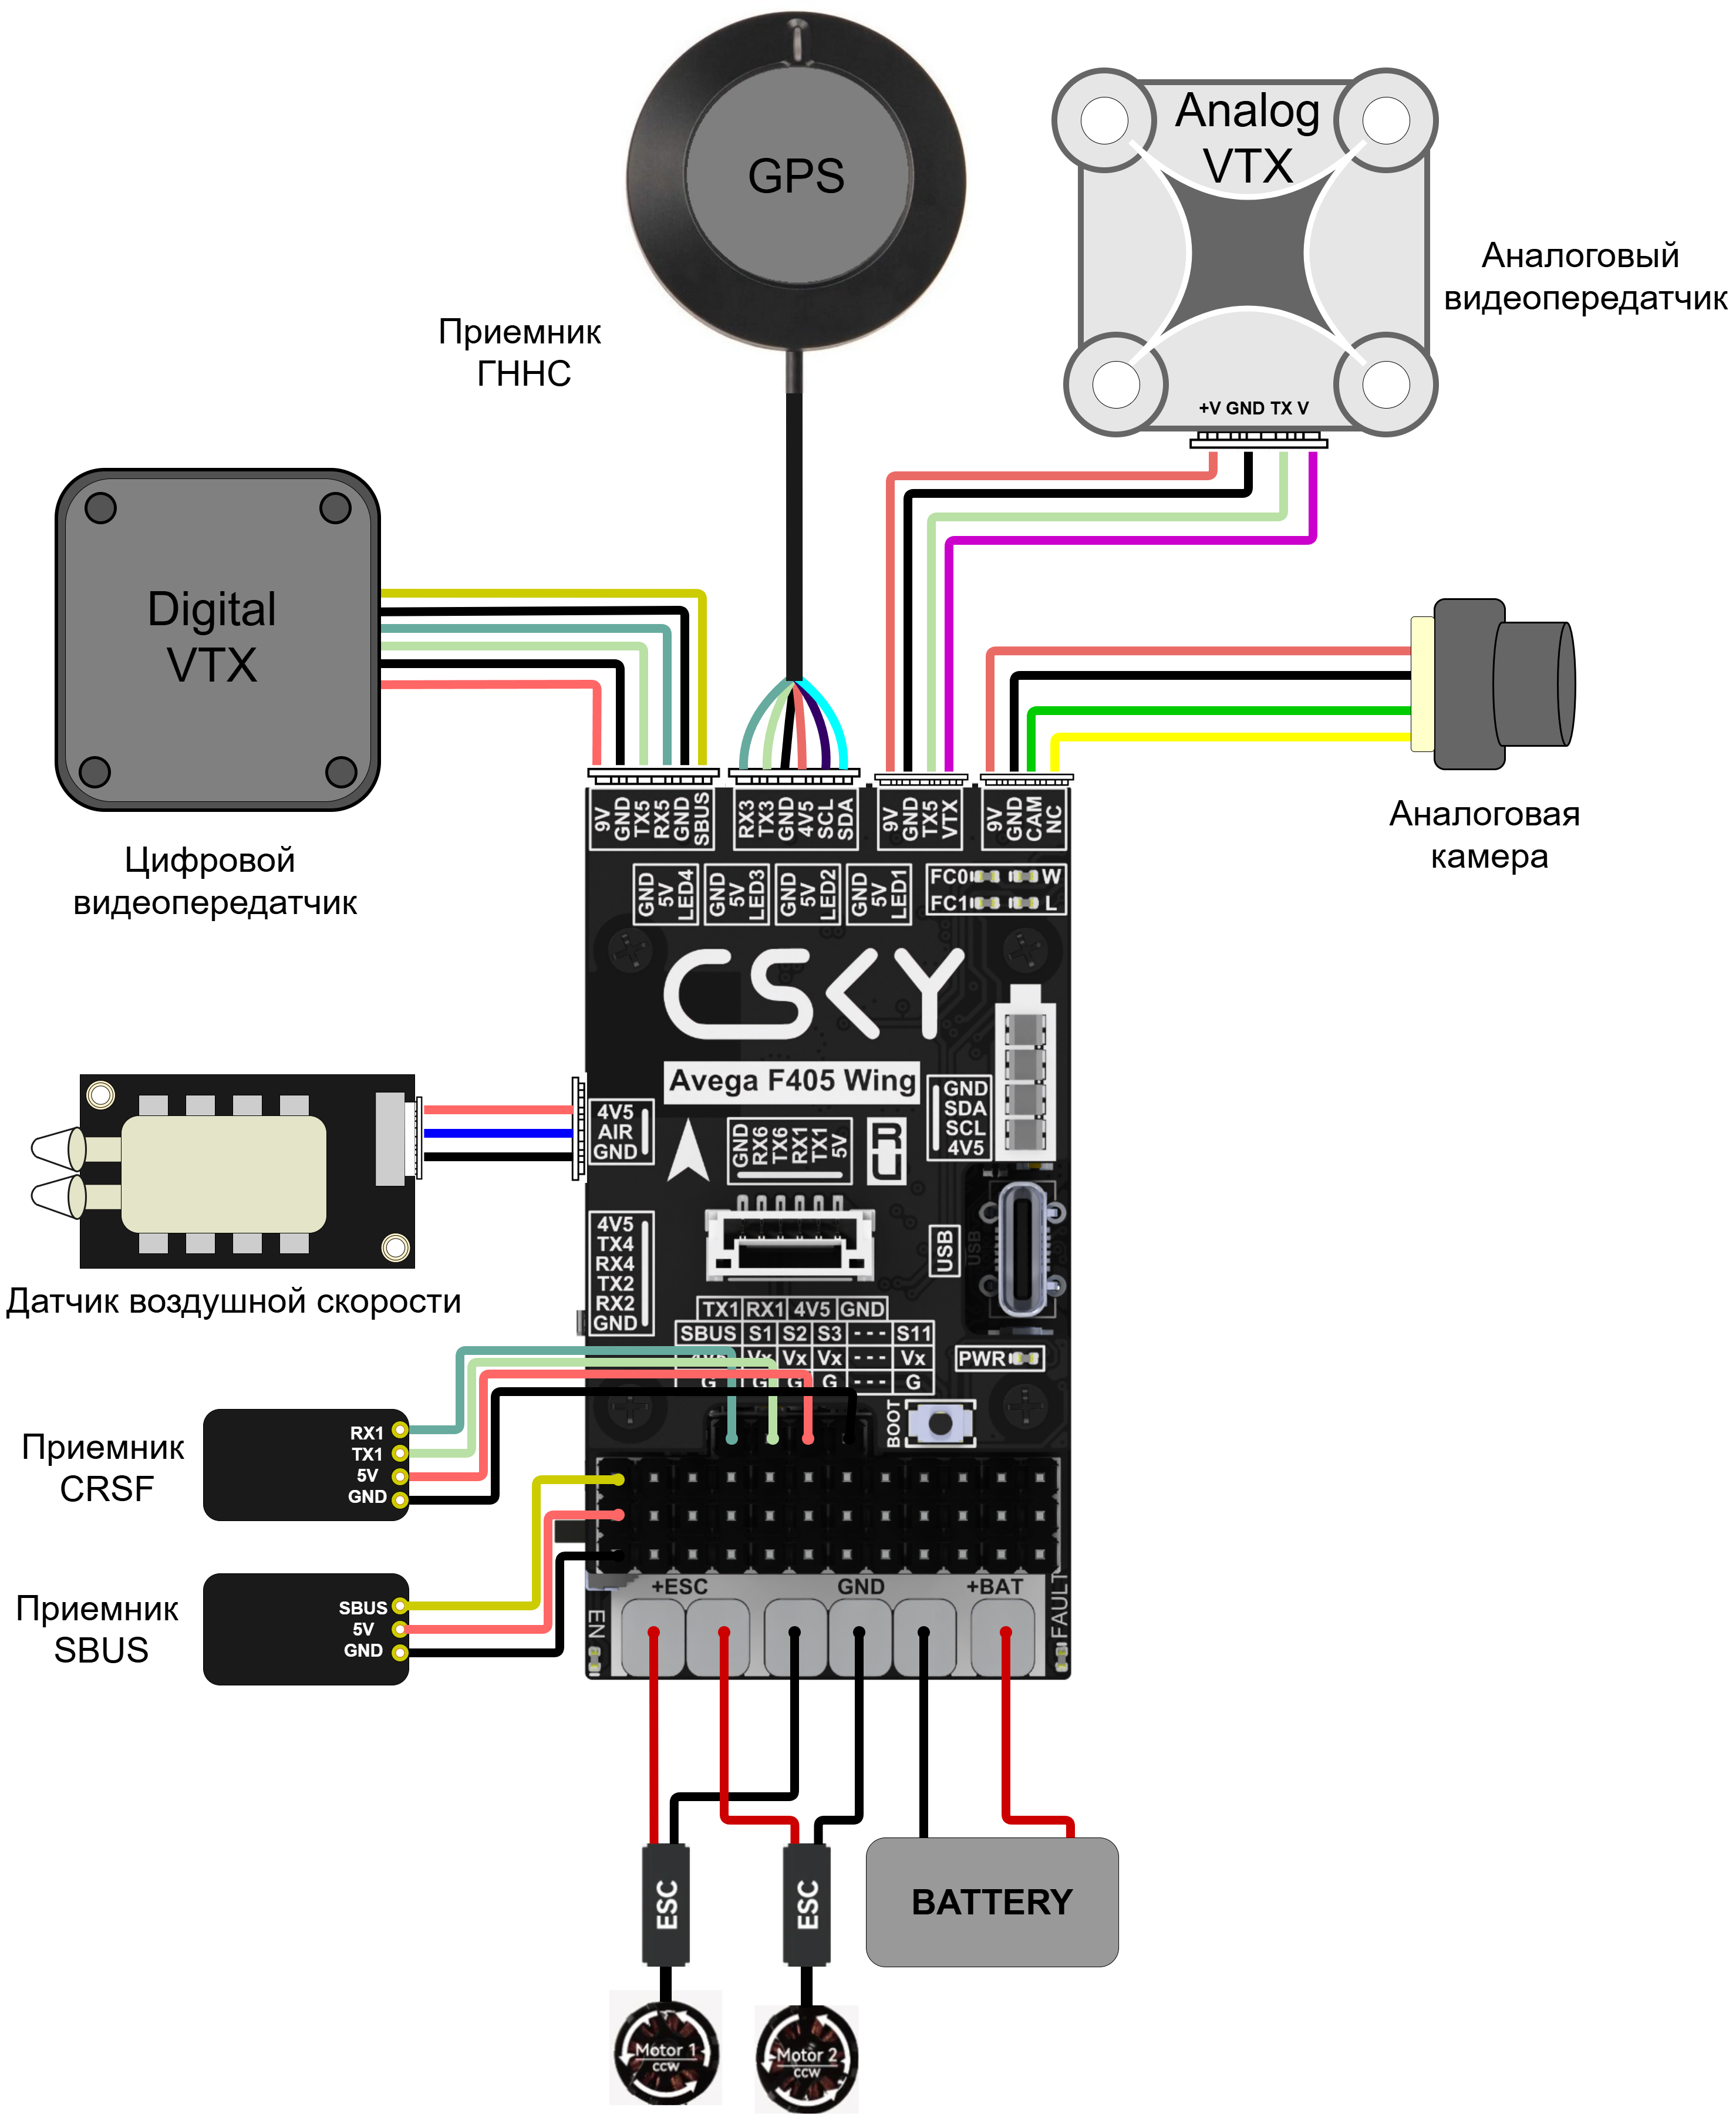 GPS
Analog
VTX
+V GND TX V
Аналоговый
видеопередатчик
Приемник
ГННС
Digital
VTX
Цифровой
видеопередатчик
Аналоговая
камера
9V
GND
TX5
RX5
GND
SBUS
RX3
TX3
GND
4V5
SCL
SDA
9V
GND
TX5
VTX
9V
GND
CAM
NC
GND
5V
LED4
GND
5V
LED3
GND
5V
LED2
GND
5V
LED1
FC0 W
FC1 L
CSKY
Avega F405 Wing
4V5
AIR
GND
GND
RX6
TX6
RX1
TX1
5V
RU
GND
SDA
SCL
4V5
Датчик воздушной скорости
4V5
TX4
RX4
TX2
RX2
GND
USB
USB
TX1 RX1 4V5 GND
SBUS S1 S2 S3 --- S11
4V5 Vx Vx Vx --- Vx
G G G G --- G
PWR
BOOT
Приемник
CRSF
RX1
TX1
5V
GND
Приемник
SBUS
SBUS
5V
GND
+ESC GND +BAT
EN
FAULT
ESC
ESC
BATTERY
Motor 1
CCW
Motor 2
CCW